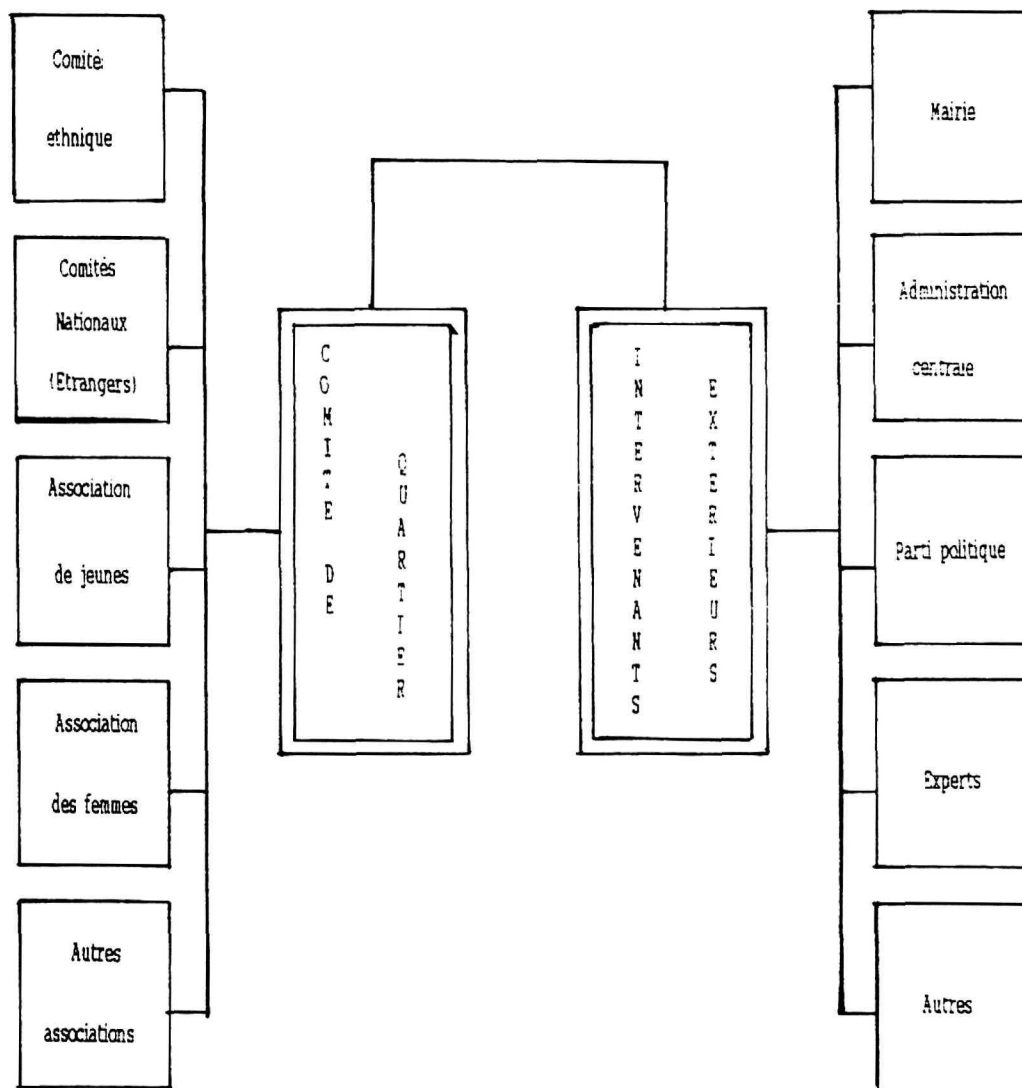 Comité
ethnique
Comités
Nationaux
(Etrangers)
Association
de jeunes
Association
des femmes
Autres
associations
COMITE DE
QUARTIER
INTERVENANTS
EXTERIEURS
Mairie
Administration
centrale
Parti politique
Experts
Autres